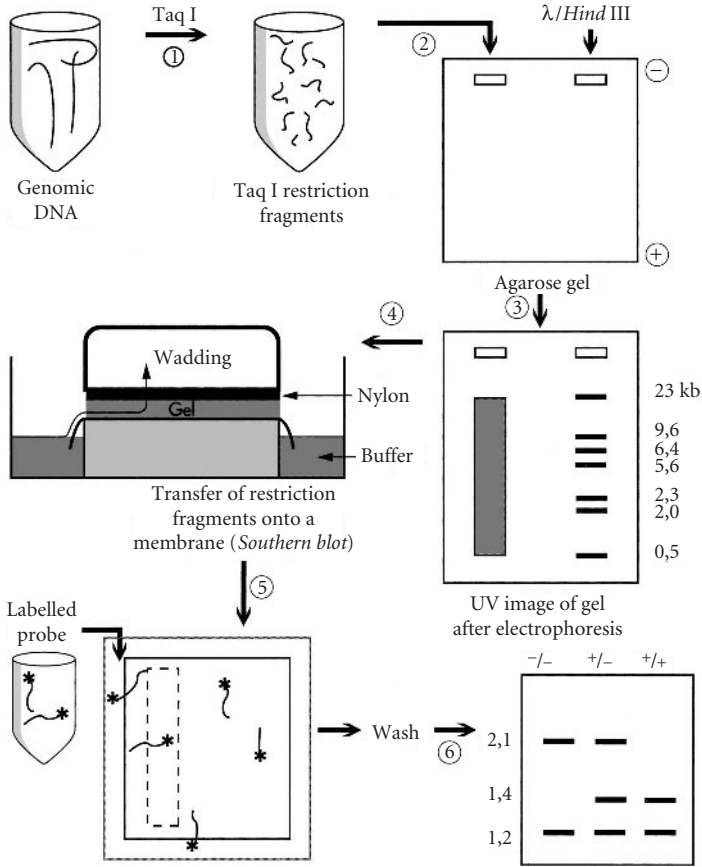 Taq I
①
②
λ/Hind III
−
Genomic
DNA
Taq I restriction
fragments
+
Agarose gel
③
④
Wadding
Gel
Nylon
Buffer
23 kb
9,6
6,4
5,6
2,3
2,0
0,5
Transfer of restriction
fragments onto a
membrane (Southern blot)
UV image of gel
after electrophoresis
⑤
Labelled
probe
* * * * * *
Wash
⑥
−/− +/− +/+
2,1
1,4
1,2